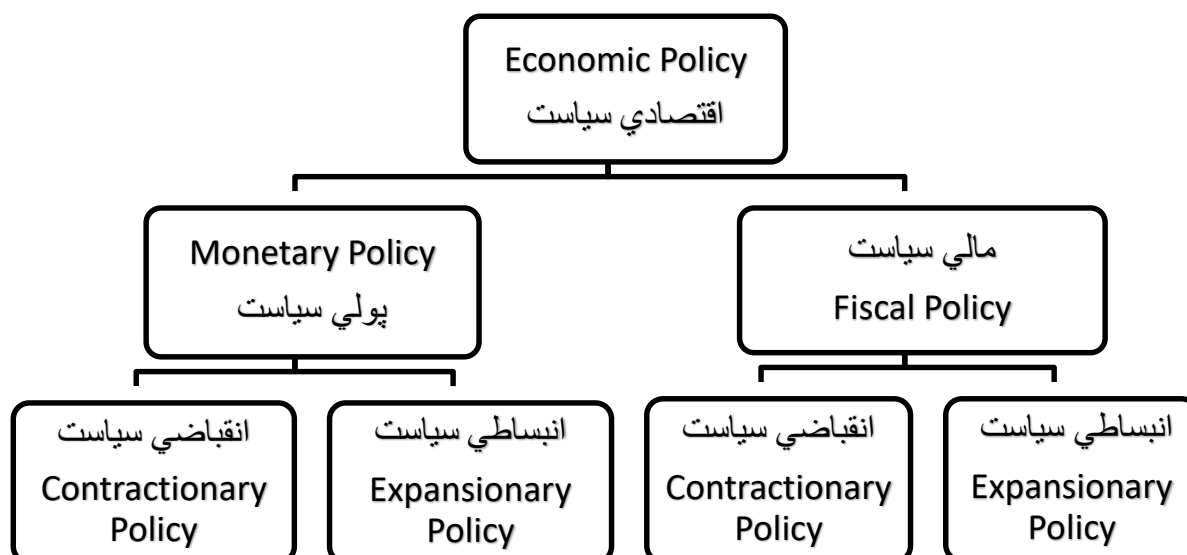 Economic Policy
اقتصادي سياست
Monetary Policy
پولي سياست
مالي سياست
Fiscal Policy
انقباضي سياست
Contractionary
Policy
انبساطي سياست
Expansionary
Policy
انقباضي سياست
Contractionary
Policy
انبساطي سياست
Expansionary
Policy